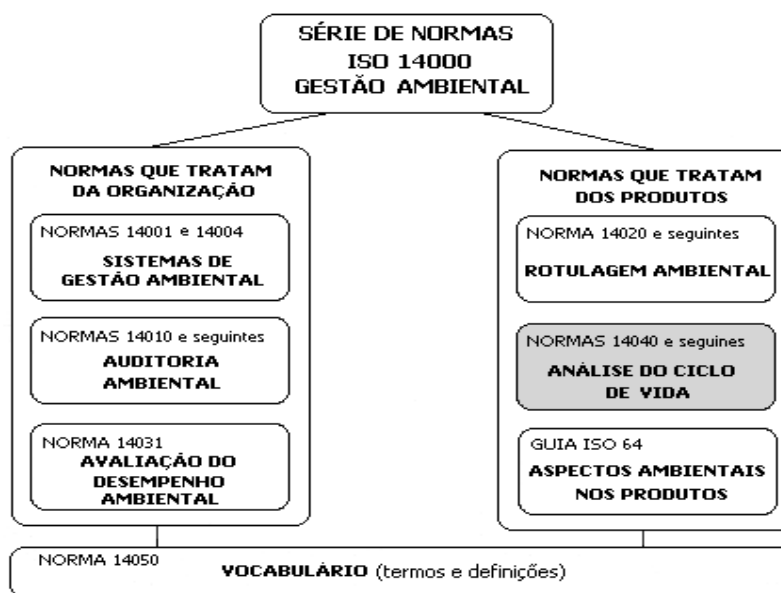 SÉRIE DE NORMAS
ISO 14000
GESTÃO AMBIENTAL
NORMAS QUE TRATAM
DA ORGANIZAÇÃO
NORMAS 14001 e 14004
SISTEMAS DE
GESTÃO AMBIENTAL
NORMAS 14010 e seguintes
AUDITORIA
AMBIENTAL
NORMA 14031
AVALIAÇÃO DO
DESEMPENHO
AMBIENTAL
NORMAS QUE TRATAM
DOS PRODUTOS
NORMA 14020 e seguintes
ROTULAGEM AMBIENTAL
NORMAS 14040 e seguines
ANÁLISE DO CICLO
DE VIDA
GUIA ISO 64
ASPECTOS AMBIENTAIS
NOS PRODUTOS
NORMA 14050
VOCABULÁRIO (termos e definições)